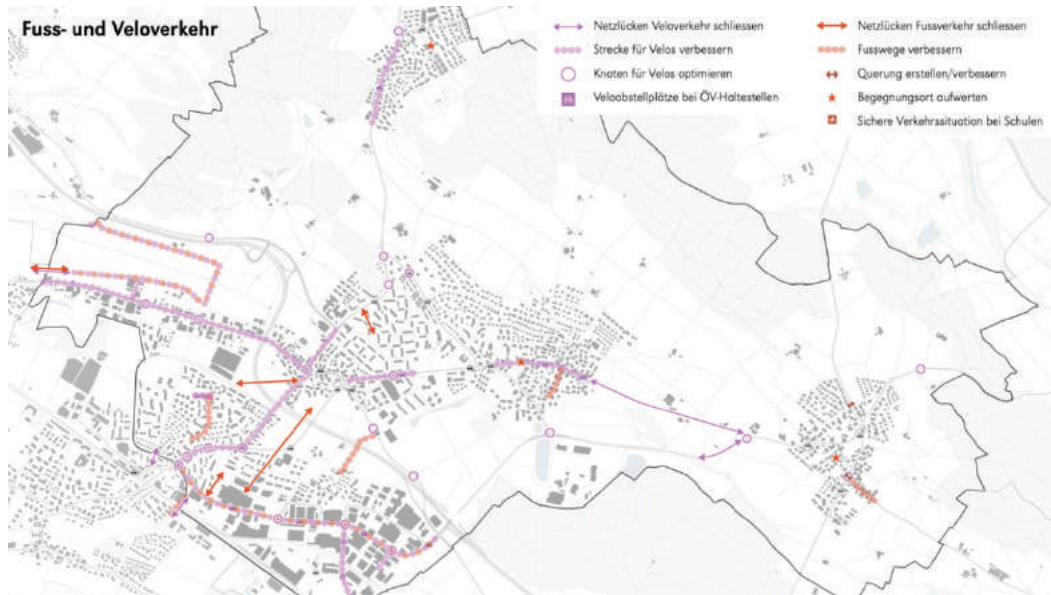 Fuss- und Veloverkehr
Netzlücken Veloverkehr schliessen
Strecke für Velos verbessern
Knoten für Velos optimieren
Veloabstellplätze bei ÖV-Haltestellen
Netzlücken Fussverkehr schliessen
Fusswege verbessern
Querung erstellen/verbessern
Begegnungsort aufwerten
Sichere Verkehrssituation bei Schulen